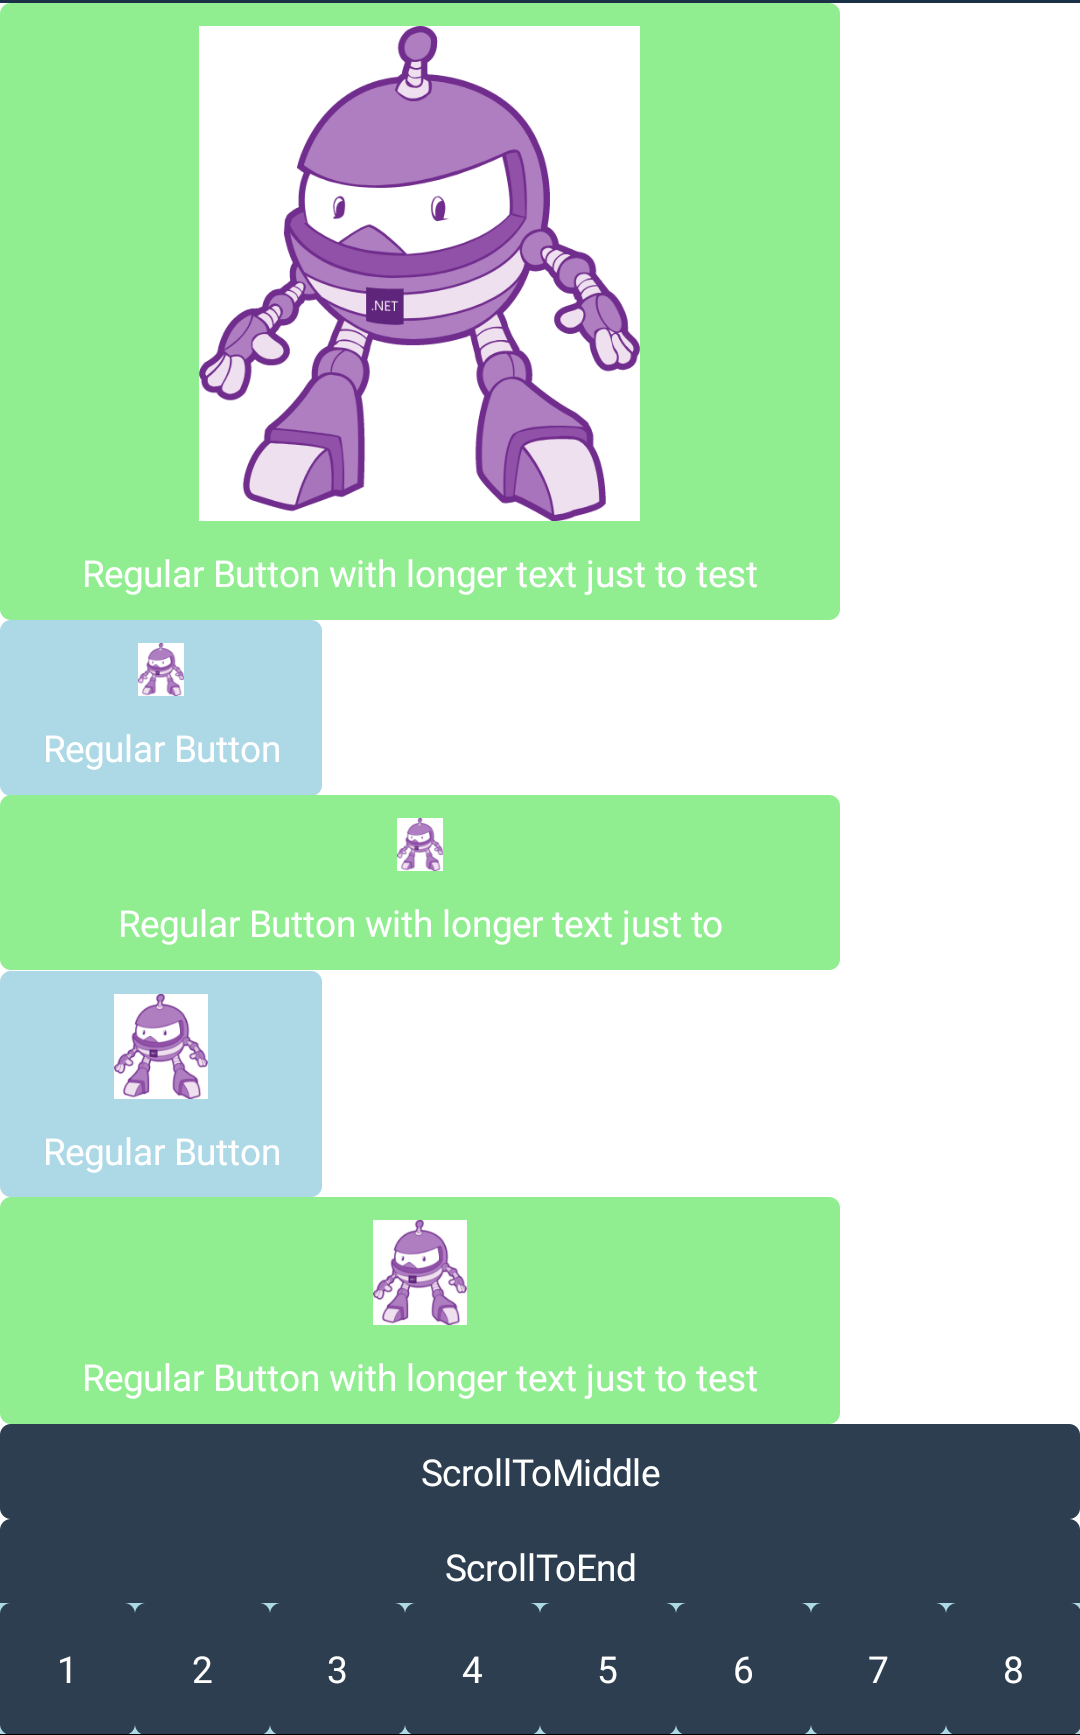 .NET
Regular Button with longer text just to test
Regular Button
Regular Button with longer text just to
Regular Button
Regular Button with longer text just to test
ScrollToMiddle
ScrollToEnd
1 2 3 4 5 6 7 8